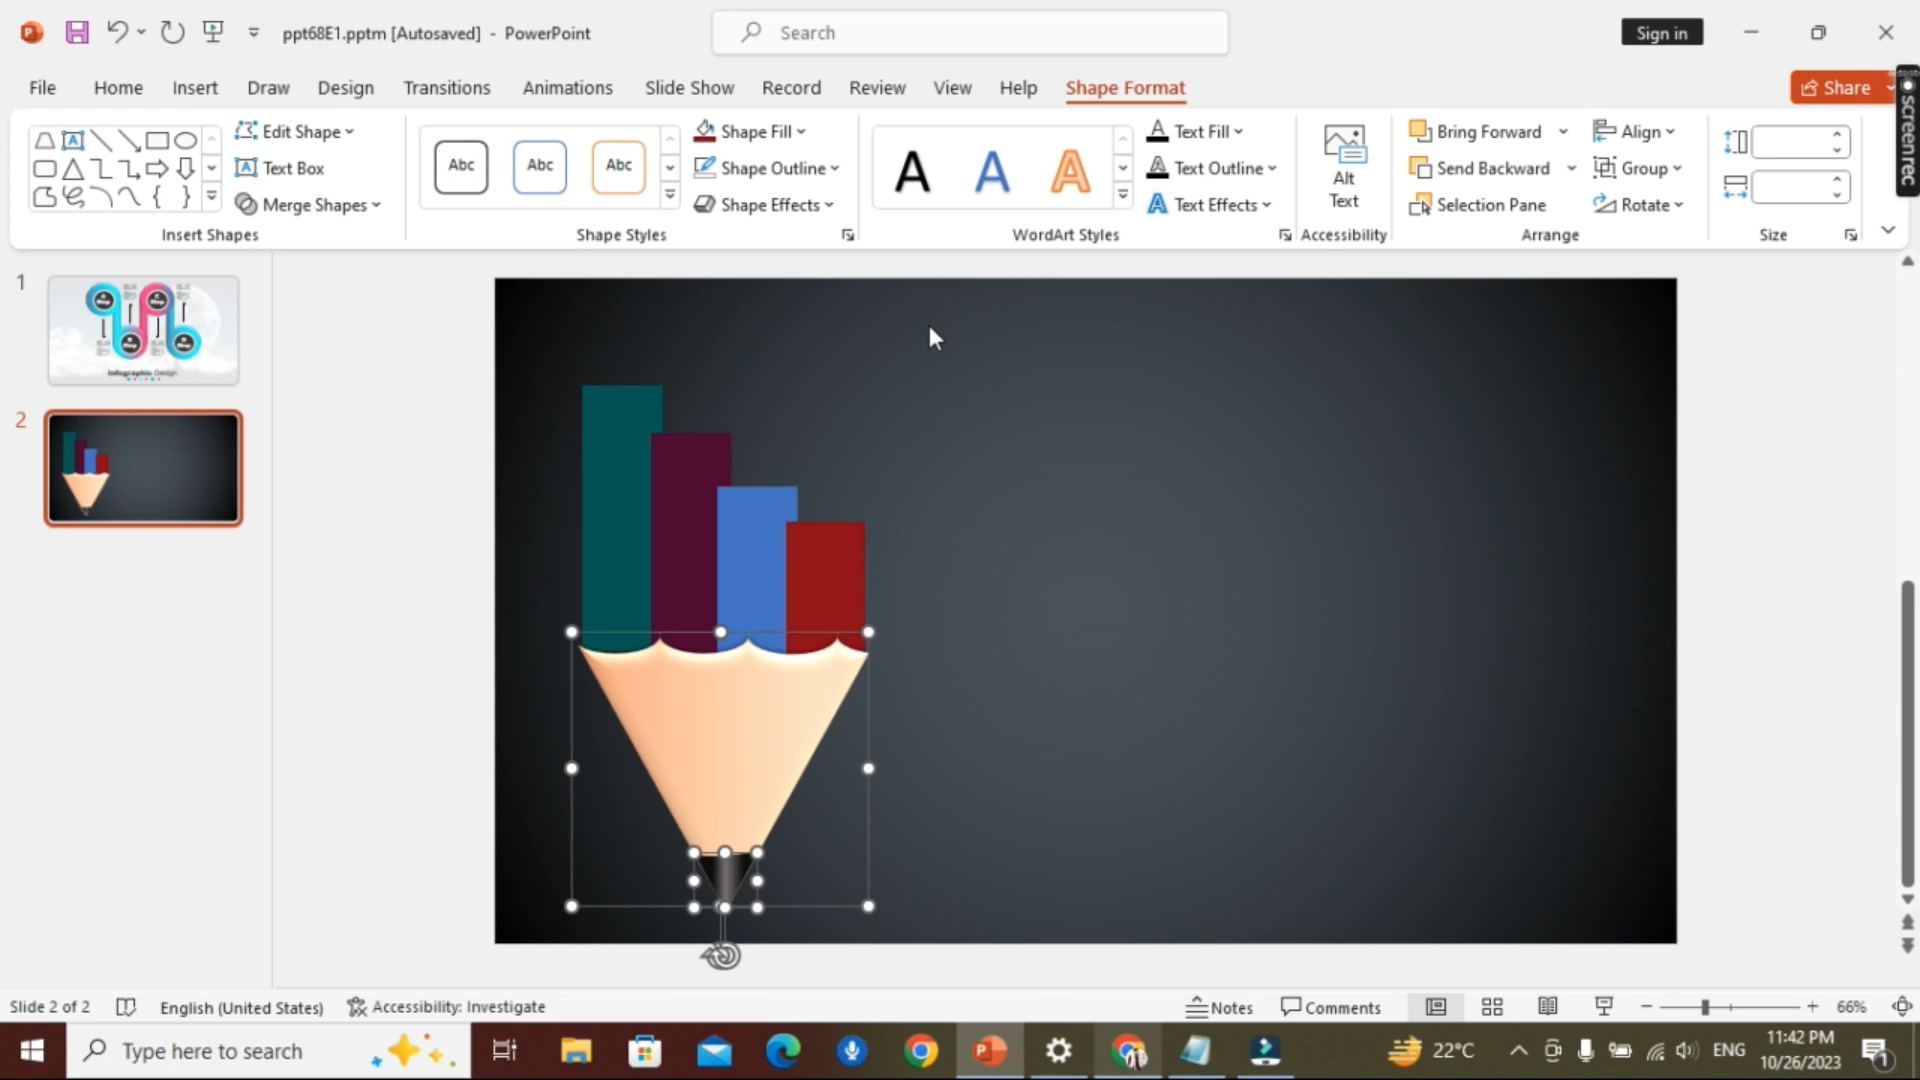 ppt68E1.pptm [Autosaved] - PowerPoint
Search
Sign in
File
Home
Insert
Draw
Design
Transitions
Animations
Slide Show
Record
Review
View
Help
Shape Format
Share
screenrec
Edit Shape
Text Box
Merge Shapes
Insert Shapes
Abc
Abc
Abc
Shape Fill
Shape Outline
Shape Effects
Shape Styles
A
A
A
Text Fill
Text Outline
Text Effects
WordArt Styles
Alt
Text
Accessibility
Bring Forward
Send Backward
Selection Pane
Align
Group
Rotate
Arrange
Size
1
Infographic Design
2
Slide 2 of 2
English (United States)
Accessibility: Investigate
Notes
Comments
66%
Type here to search
22°C
ENG
11:42 PM
10/26/2023
1